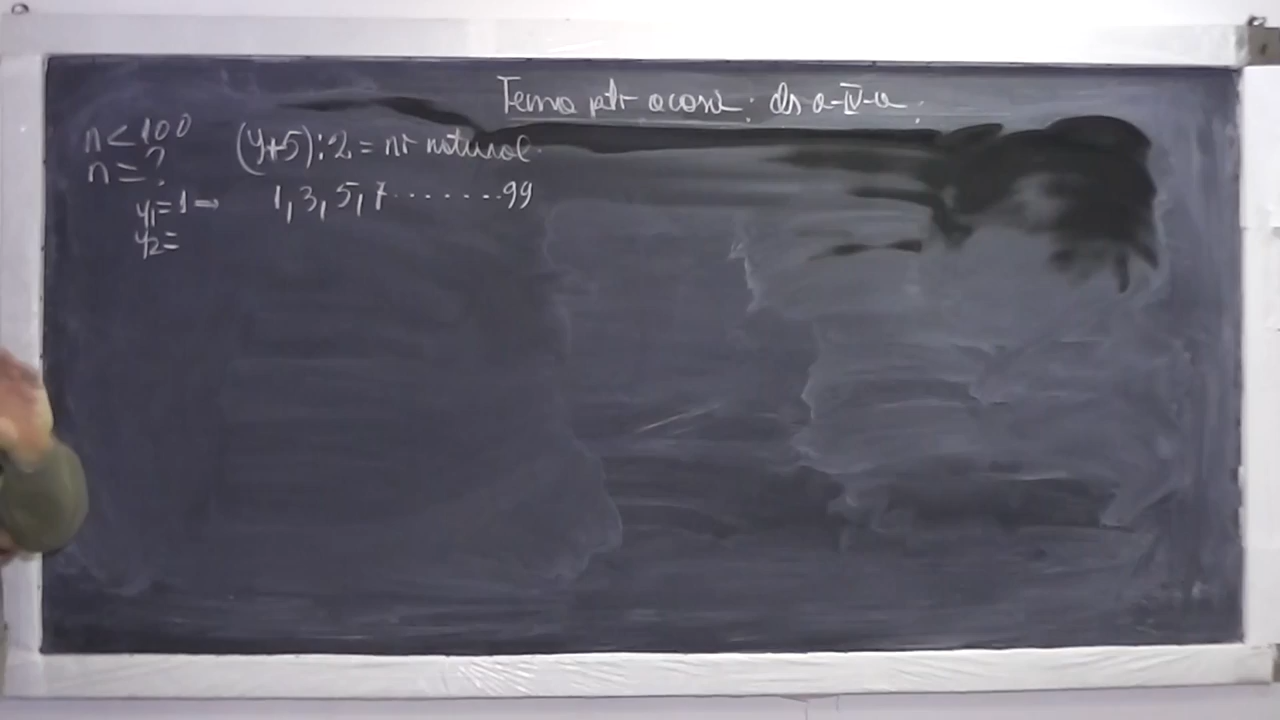 Tema ptr acasă: cls a-IV-a.
n < 100
n = ?
(y+5):2 = nr natural.
y1 = 1 ⇒ 1, 3, 5, 7.......99
y2 =